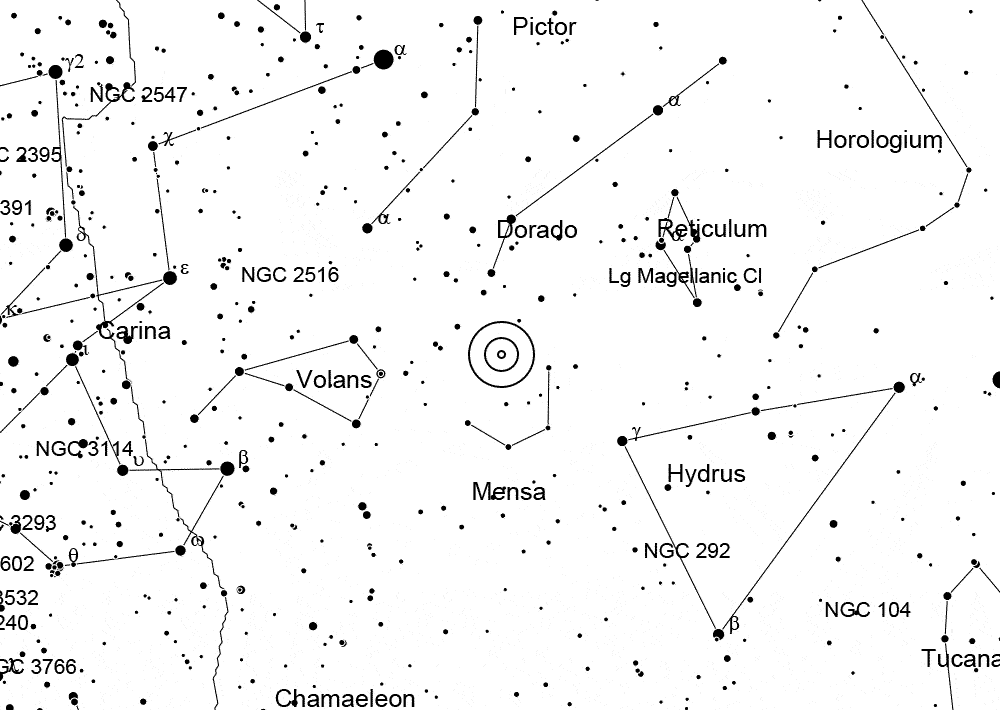 Pictor
τ
α
γ2
NGC 2547
α
χ
Horologium
C 2395
391
α
δ
Dorado
Reticulum
α
ε
NGC 2516
Lg Magellanic Cl
κ
Carina
ι
Volans
α
γ
NGC 3114
υ
β
Hydrus
Mensa
3293
ω
θ
602
NGC 292
3532
NGC 104
240
β
Tucana
GC 3766
λ
Chamaeleon